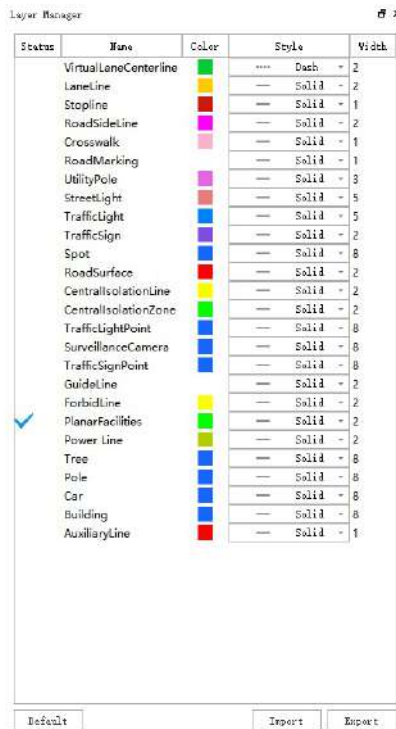 Layer Manager
Status Name Color Style Width
VirtualLaneCenterline Dash 2
LaneLine Solid 2
Stopline Solid 1
RoadSideLine Solid 2
Crosswalk Solid 1
RoadMarking Solid 1
UtilityPole Solid 3
StreetLight Solid 5
TrafficLight Solid 5
TrafficSign Solid 2
Spot Solid 8
RoadSurface Solid 2
CentralIsolationLine Solid 2
CentralIsolationZone Solid 2
TrafficLightPoint Solid 8
SurveillanceCamera Solid 8
TrafficSignPoint Solid 8
GuideLine Solid 2
ForbidLine Solid 2
PlanarFacilities Solid 2
Power Line Solid 2
Tree Solid 8
Pole Solid 8
Car Solid 8
Building Solid 8
AuxiliaryLine Solid 1
Default Import Export